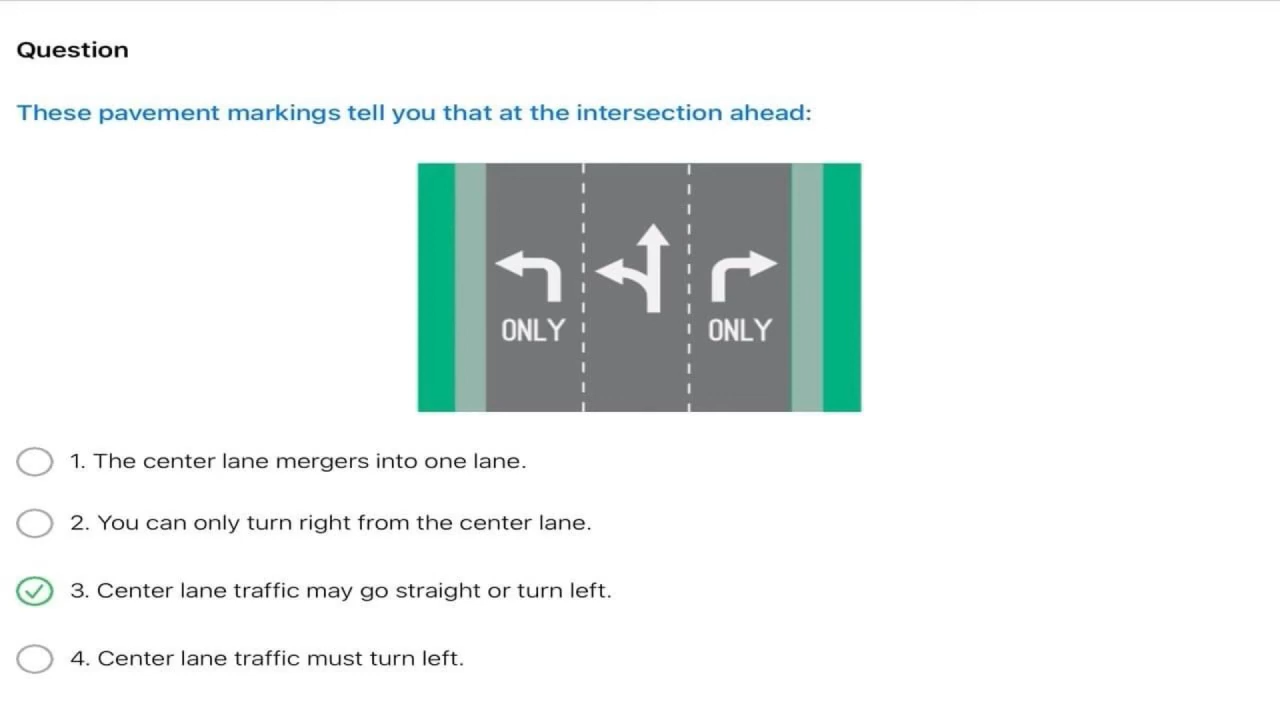 Question
These pavement markings tell you that at the intersection ahead:
ONLY ONLY
1. The center lane mergers into one lane.
2. You can only turn right from the center lane.
3. Center lane traffic may go straight or turn left.
4. Center lane traffic must turn left.